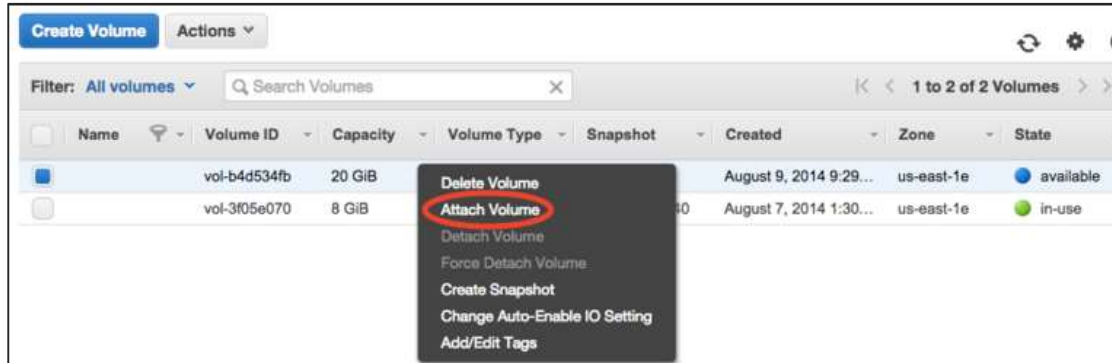 Create Volume Actions
Filter: All volumes Search Volumes 1 to 2 of 2 Volumes
Name Volume ID Capacity Volume Type Snapshot Created Zone State
vol-b4d534fb 20 GiB August 9, 2014 9:29... us-east-1e available
vol-3f05e070 8 GiB 40 August 7, 2014 1:30... us-east-1e in-use
Delete Volume
Attach Volume
Detach Volume
Force Detach Volume
Create Snapshot
Change Auto-Enable IO Setting
Add/Edit Tags